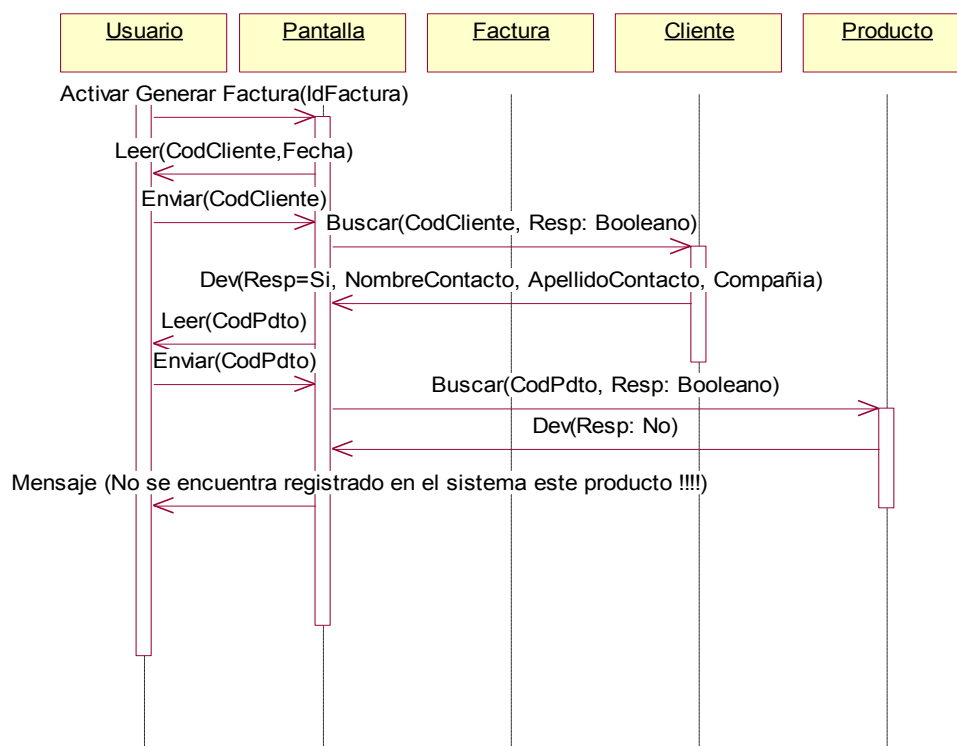 Usuario
Pantalla
Factura
Cliente
Producto
Activar Generar Factura(IdFactura)
Leer(CodCliente,Fecha)
Enviar(CodCliente)
Buscar(CodCliente, Resp: Booleano)
Dev(Resp=Si, NombreContacto, ApellidoContacto, Compañia)
Leer(CodPdto)
Enviar(CodPdto)
Buscar(CodPdto, Resp: Booleano)
Dev(Resp: No)
Mensaje (No se encuentra registrado en el sistema este producto !!!!)